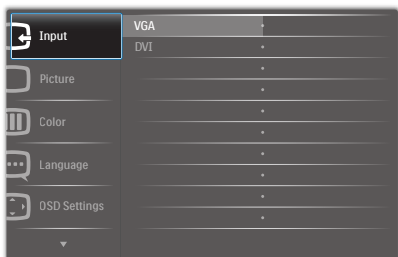 Input
VGA
DVI
Picture
Color
Language
OSD Settings